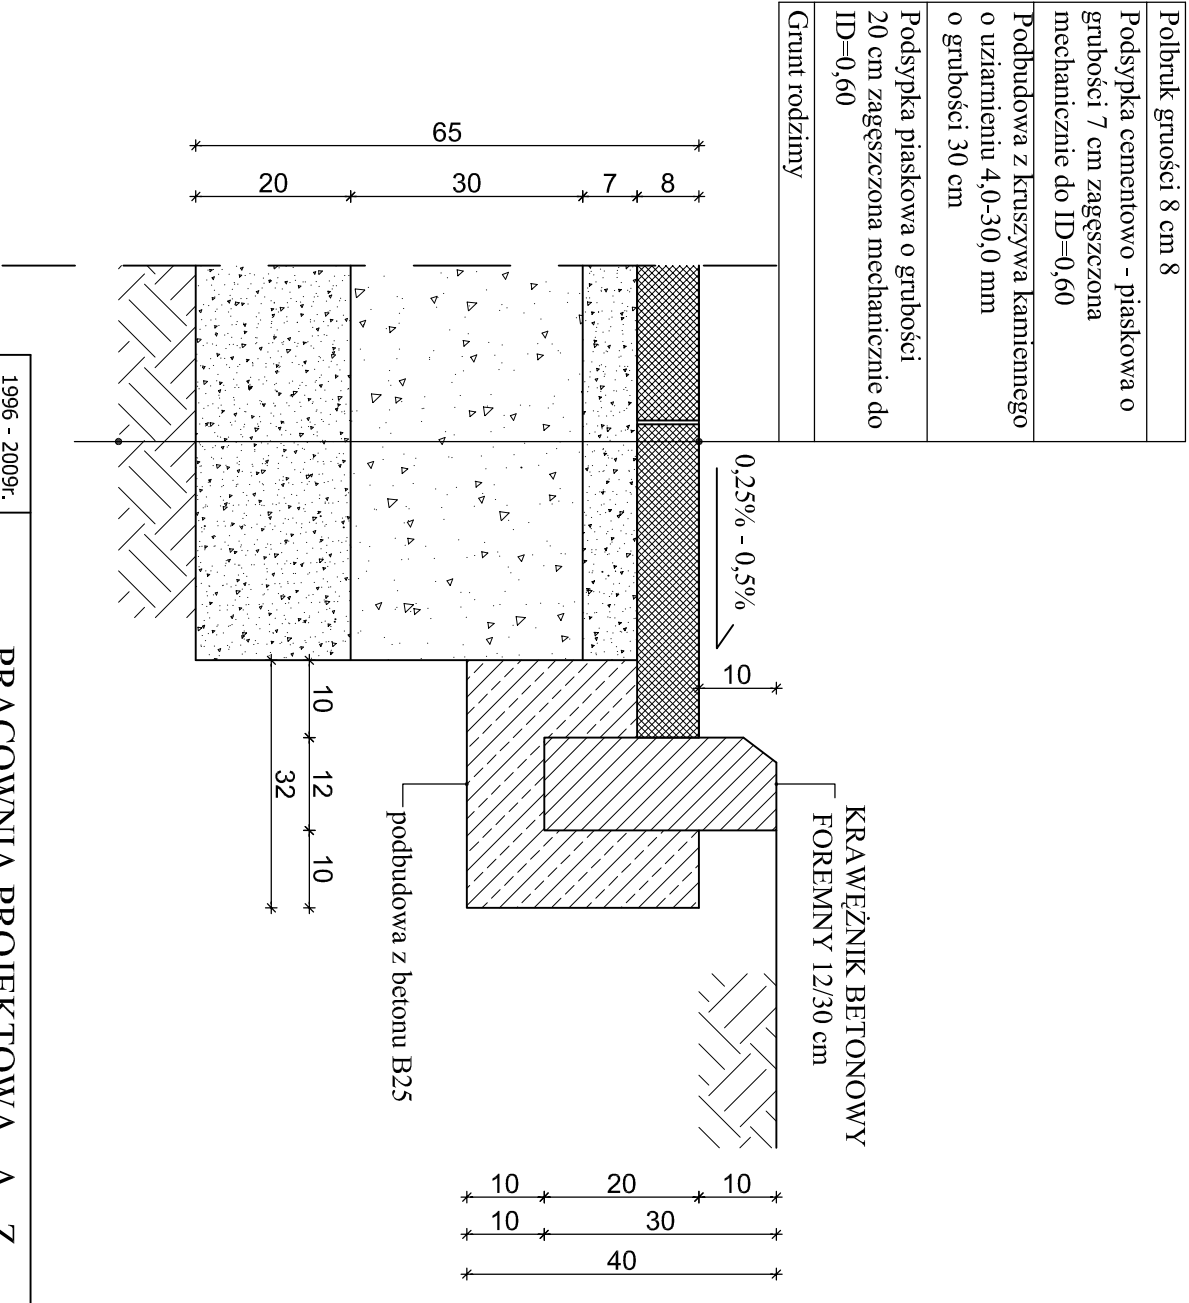 Polbruk gruości 8 cm 8
Podsypka cementowo - piaskowa o
grubości 7 cm zagęszczona
mechanicznie do ID=0,60
Podbudowa z kruszywa kamiennego
o uziarnieniu 4,0-30,0 mm
o grubości 30 cm
Podsypka piaskowa o grubości
20 cm zagęszczona mechanicznie do
ID=0,60
Grunt rodzimy
0,25% - 0,5%
KRAWĘŻNIK BETONOWY
FOREMNY 12/30 cm
podbudowa z betonu B25
65
20
30
7
8
10
10
12
10
32
10
20
10
10
30
40
1996 - 2009r.
PRACOWNIA PROJEKTOWA A Z